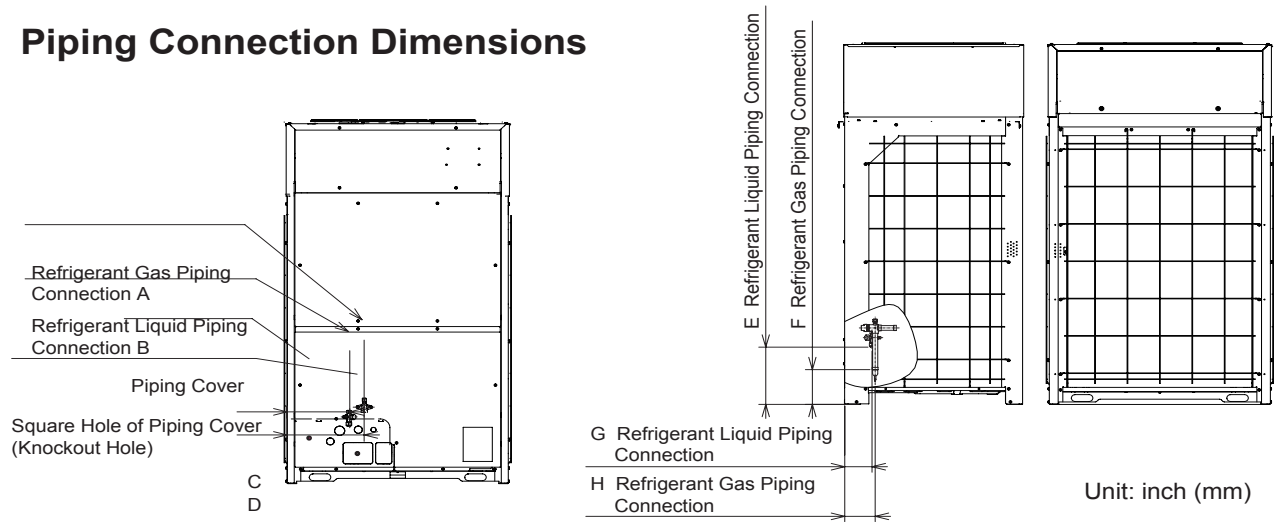 Piping Connection Dimensions
Refrigerant Gas Piping
Connection A
Refrigerant Liquid Piping
Connection B
Piping Cover
Square Hole of Piping Cover
(Knockout Hole)
C
D
E Refrigerant Liquid Piping Connection
F Refrigerant Gas Piping Connection
G Refrigerant Liquid Piping
Connection
H Refrigerant Gas Piping
Connection
Unit: inch (mm)